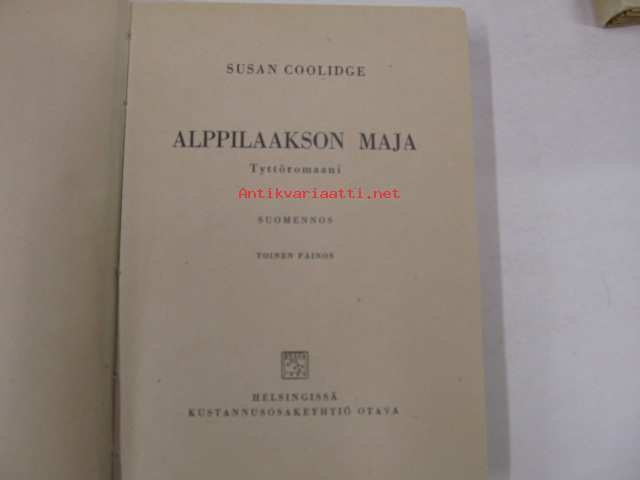 SUSAN COOLIDGE
ALPPILAAKSON MAJA
Tyttöromaani
Antikvariaatti.net
SUOMENNOS
TOINEN PAINOS
HELSINGISSÄ
KUSTANNUSOSAKEYHTIÖ OTAVA